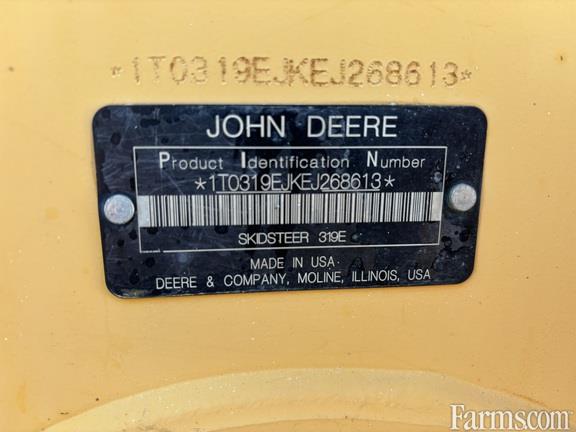 *1T0319EJKEJ268613*
JOHN DEERE
Product Identification Number
*1T0319EJKEJ268613*
SKIDSTEER 319E
MADE IN USA
DEERE & COMPANY, MOLINE, ILLINOIS, USA
Farms.com